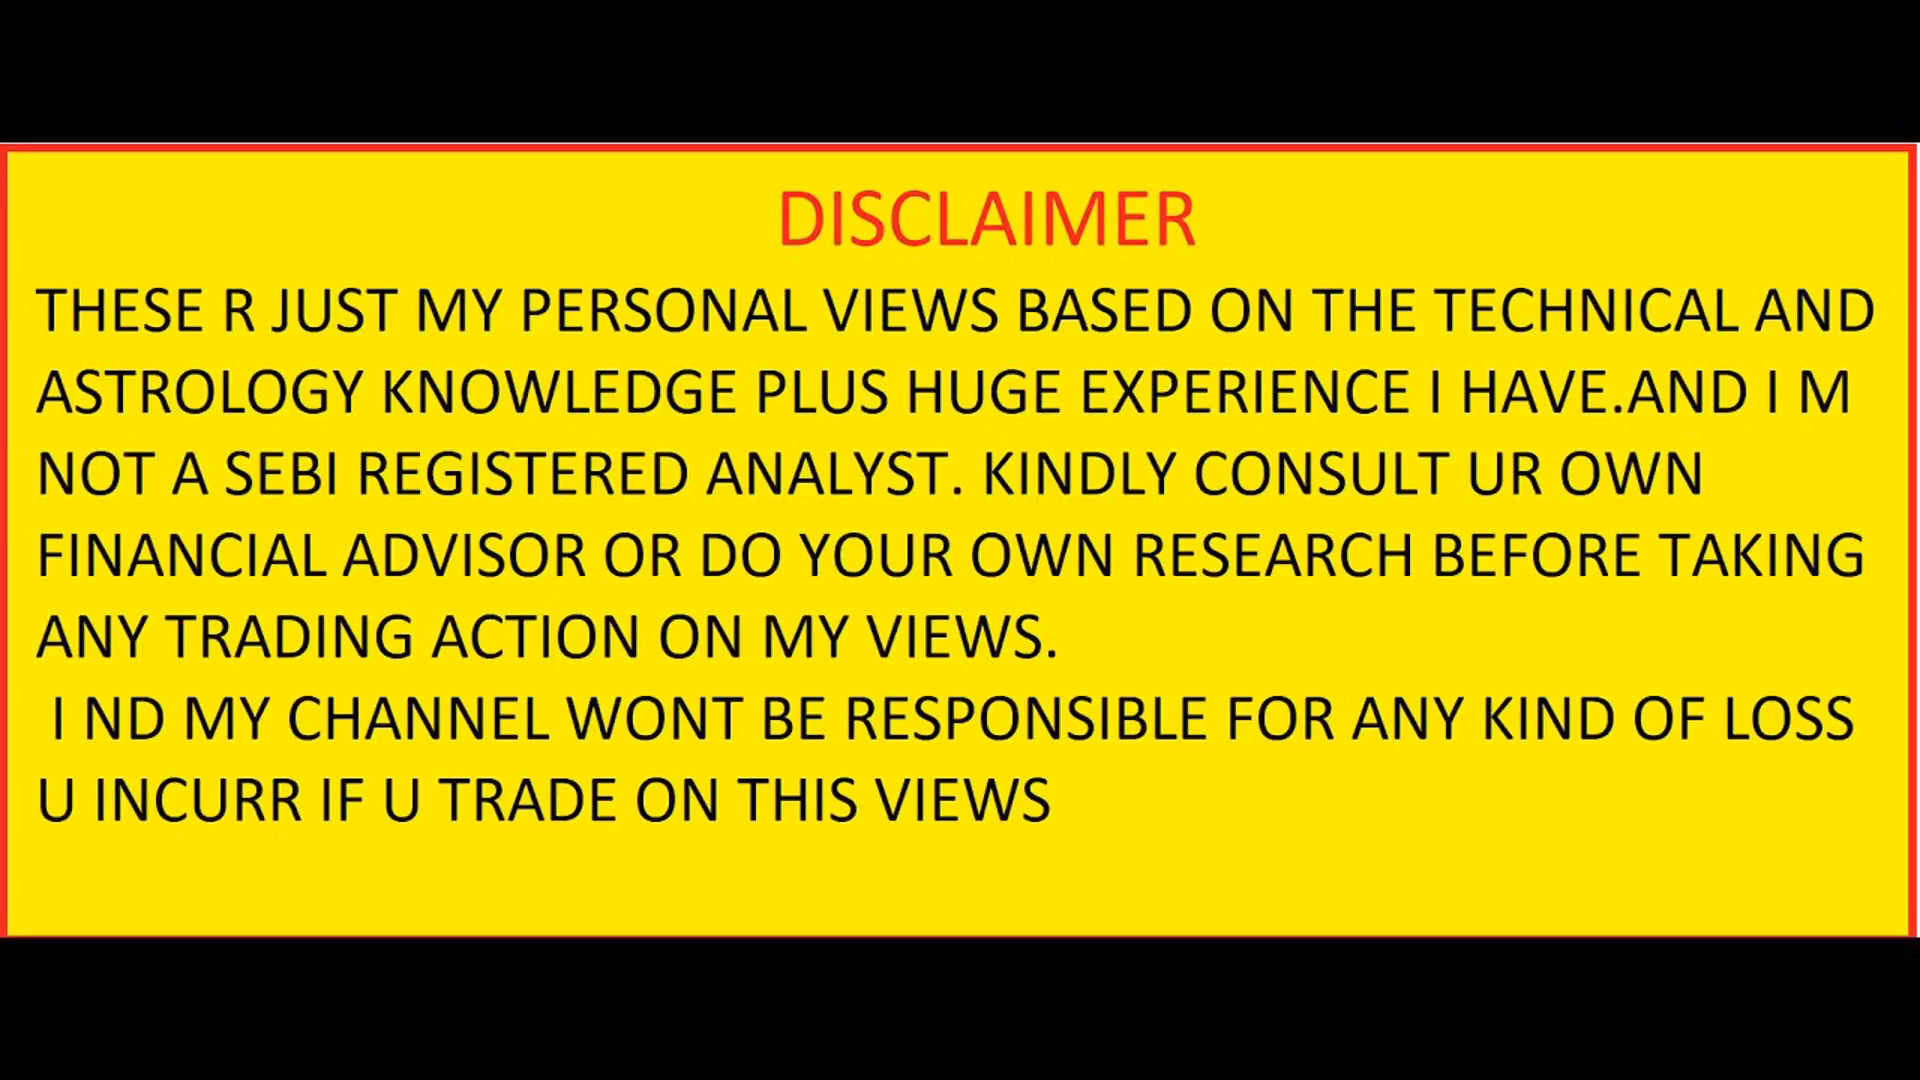 DISCLAIMER
THESE R JUST MY PERSONAL VIEWS BASED ON THE TECHNICAL AND
ASTROLOGY KNOWLEDGE PLUS HUGE EXPERIENCE I HAVE.AND I M
NOT A SEBI REGISTERED ANALYST. KINDLY CONSULT UR OWN
FINANCIAL ADVISOR OR DO YOUR OWN RESEARCH BEFORE TAKING
ANY TRADING ACTION ON MY VIEWS.
I ND MY CHANNEL WONT BE RESPONSIBLE FOR ANY KIND OF LOSS
U INCURR IF U TRADE ON THIS VIEWS